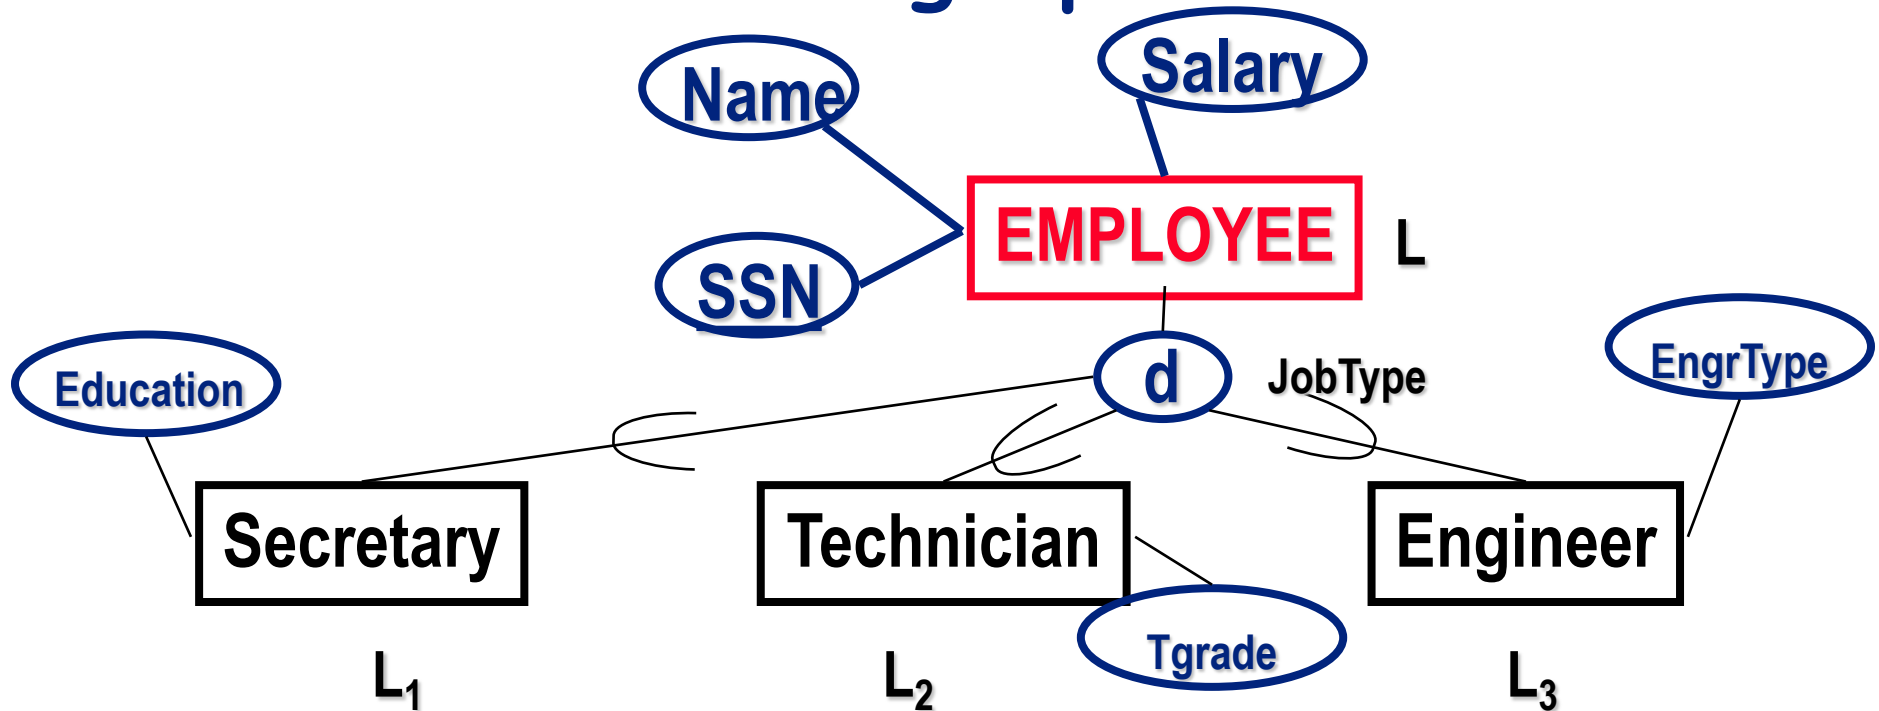 Salary
Name
EMPLOYEE L
SSN
d JobType
EngrType
Education
Secretary Technician Engineer
Tgrade
L₁ L₂ L₃